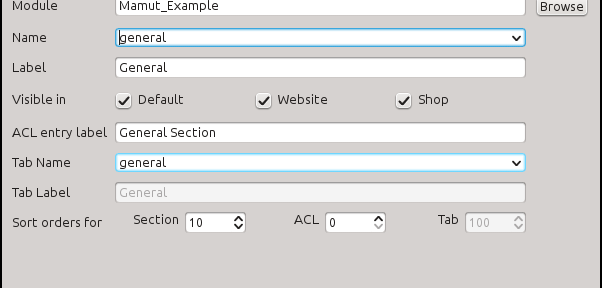 Module Mamut_Example Browse
Name general
Label General
Visible in Default Website Shop
ACL entry label General Section
Tab Name general
Tab Label General
Sort orders for Section 10 ACL 0 Tab 100